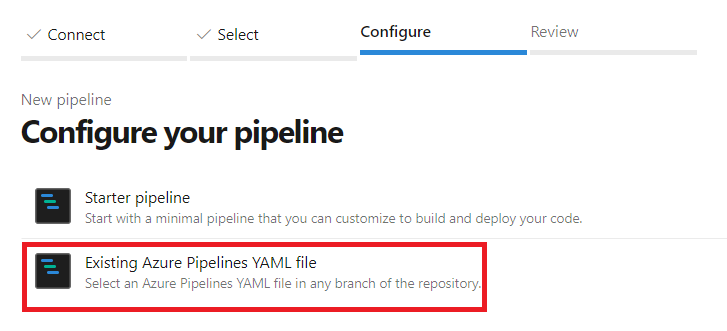 Connect Select Configure Review
New pipeline
Configure your pipeline
Starter pipeline
Start with a minimal pipeline that you can customize to build and deploy your code.
Existing Azure Pipelines YAML file
Select an Azure Pipelines YAML file in any branch of the repository.